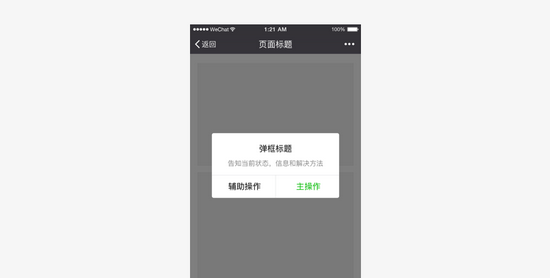 ●●●●● WeChat 1:21 AM 100%
返回 页面标题 •••
弹框标题
告知当前状态，信息和解决方法
辅助操作 主操作